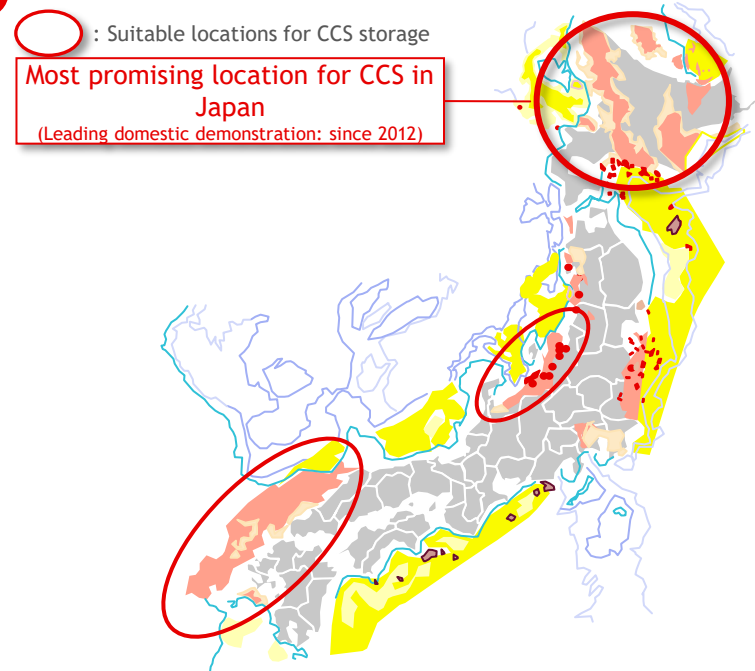 : Suitable locations for CCS storage
Most promising location for CCS in
Japan
(Leading domestic demonstration: since 2012)